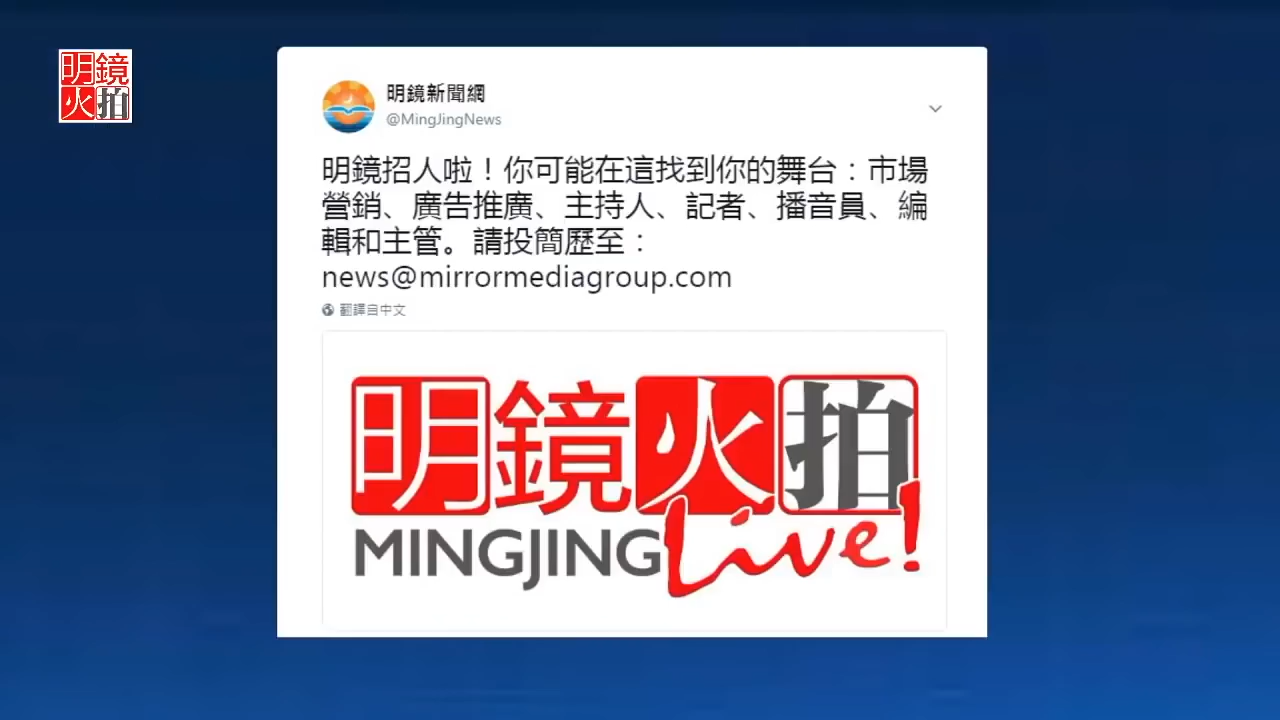 明鏡
火拍
明鏡新聞網
@MingJingNews
明鏡招人啦！你可能在這找到你的舞台：市場
營銷、廣告推廣、主持人、記者、播音員、編
輯和主管。請投簡歷至：
news@mirrormediagroup.com
翻譯自中文
明鏡火拍
MINGJING Live!